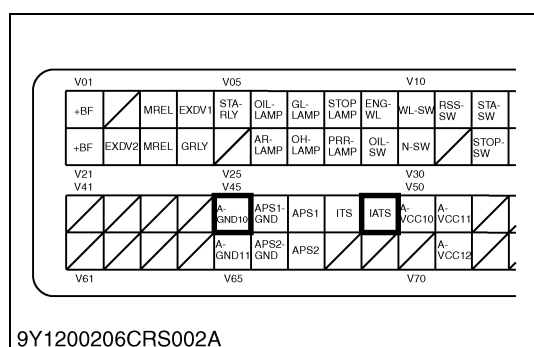 V01 V05 V10
+BF MREL EXDV1 STA-RLY OIL-LAMP GL-LAMP STOP LAMP ENG-WL WL-SW RSS-SW STA-SW
+BF EXDV2 MREL GRLY AR-LAMP OH-LAMP PRR-LAMP OIL-SW N-SW STOP-SW
V21 V25 V30
V41 V45 V50
A-GND10 APS1-GND APS1 ITS IATS A-VCC10 A-VCC11
A-GND11 APS2-GND APS2 A-VCC12
V61 V65 V70
9Y1200206CRS002A